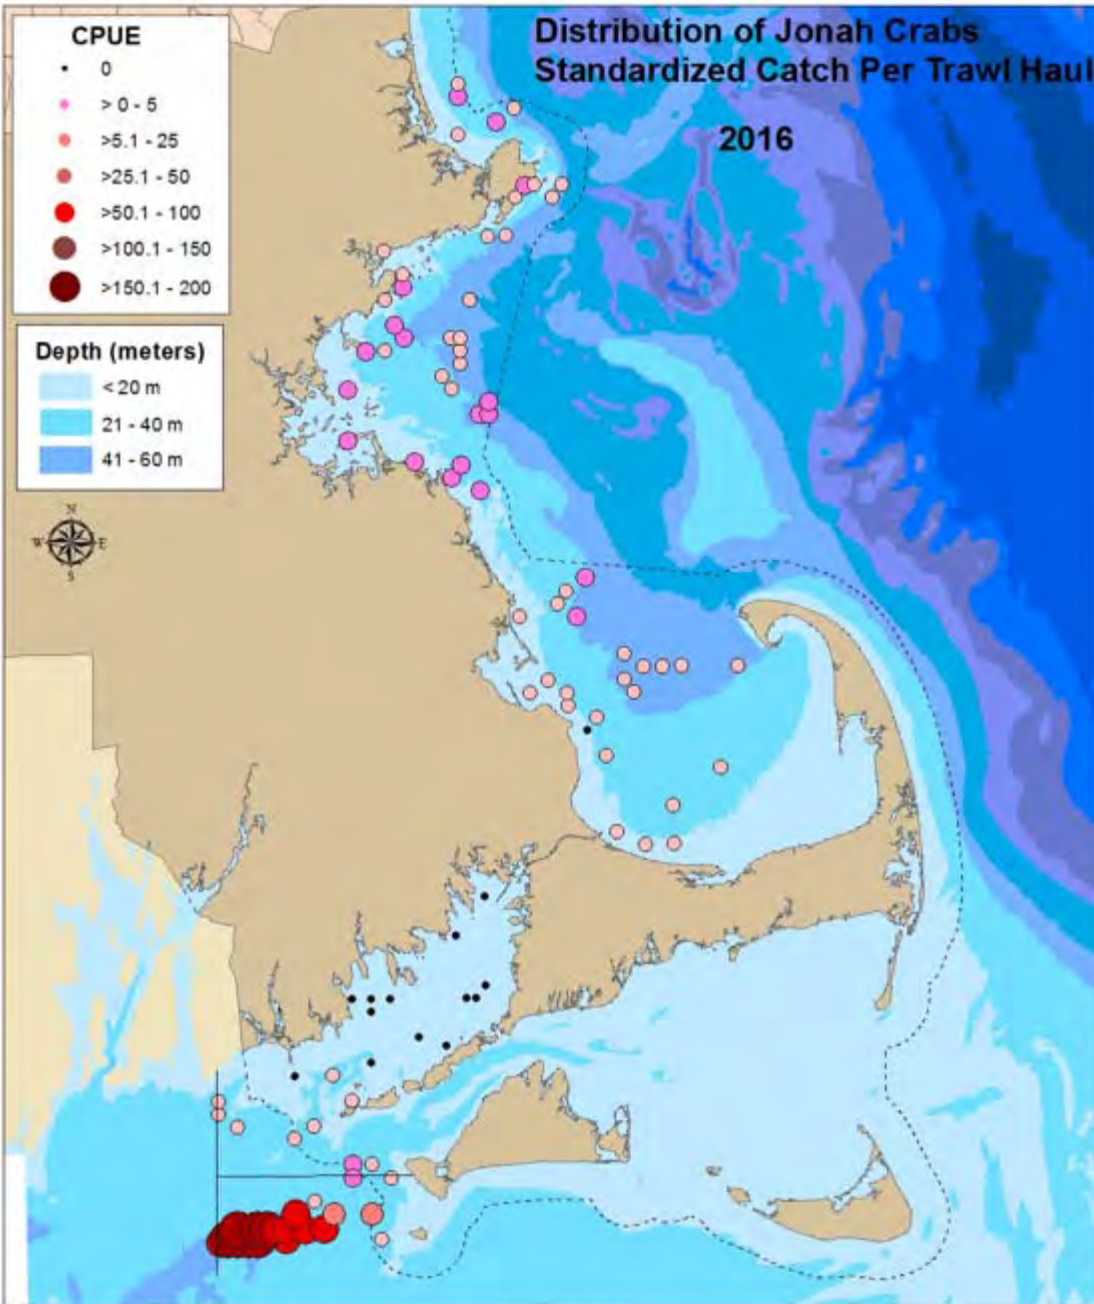 Distribution of Jonah Crabs
Standardized Catch Per Trawl Haul
2016
CPUE
0
> 0 - 5
>5.1 - 25
>25.1 - 50
>50.1 - 100
>100.1 - 150
>150.1 - 200
Depth (meters)
< 20 m
21 - 40 m
41 - 60 m
N
W E
S